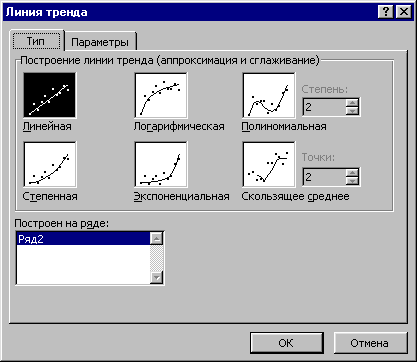 Линия тренда
Тип
Параметры
Построение линии тренда (аппроксимация и сглаживание)
Степень:
2
Линейная
Логарифмическая
Полиномиальная
Точки:
2
Степенная
Экспоненциальная
Скользящее среднее
Построен на ряде:
Ряд2
ОК
Отмена